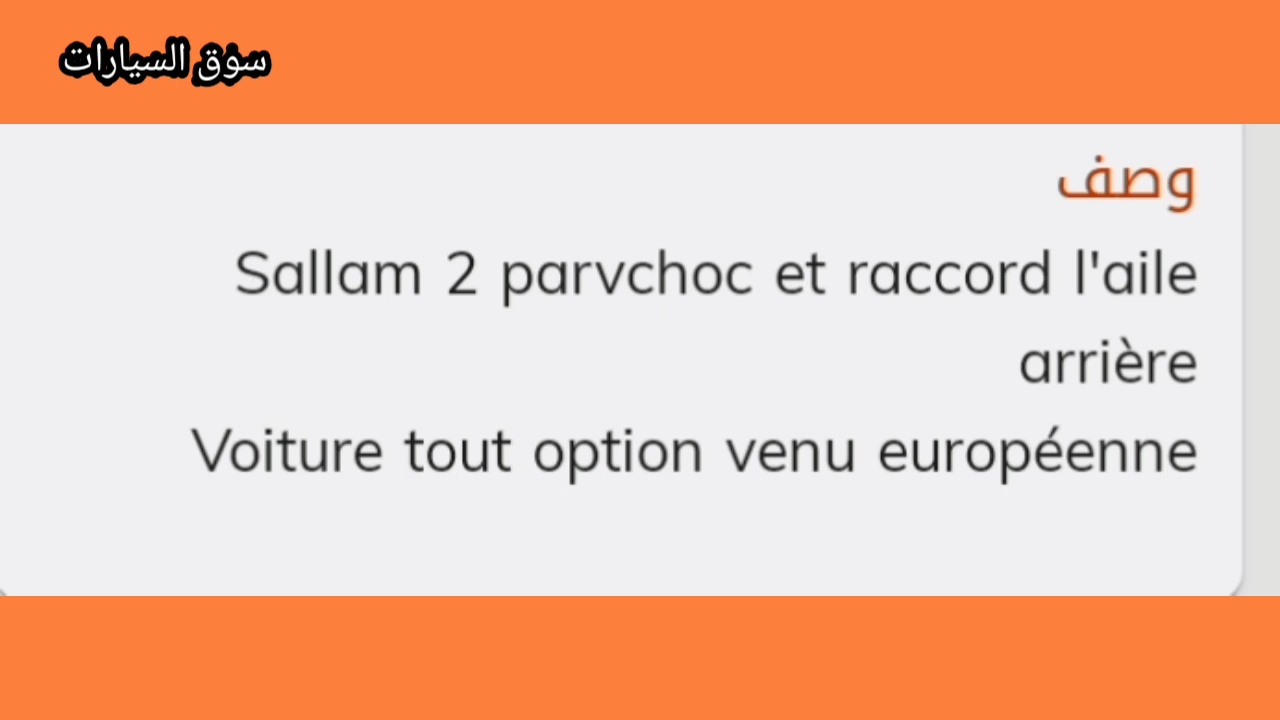 سوق السيارات
وصف
Sallam 2 parvchoc et raccord l'aile
arrière
Voiture tout option venu européenne